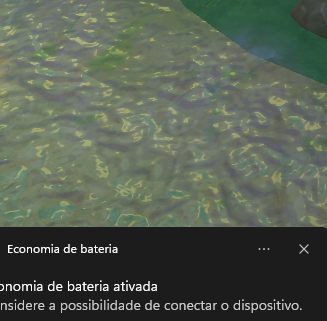 Economia de bateria
onomia de bateria ativada
nsidere a possibilidade de conectar o dispositivo.